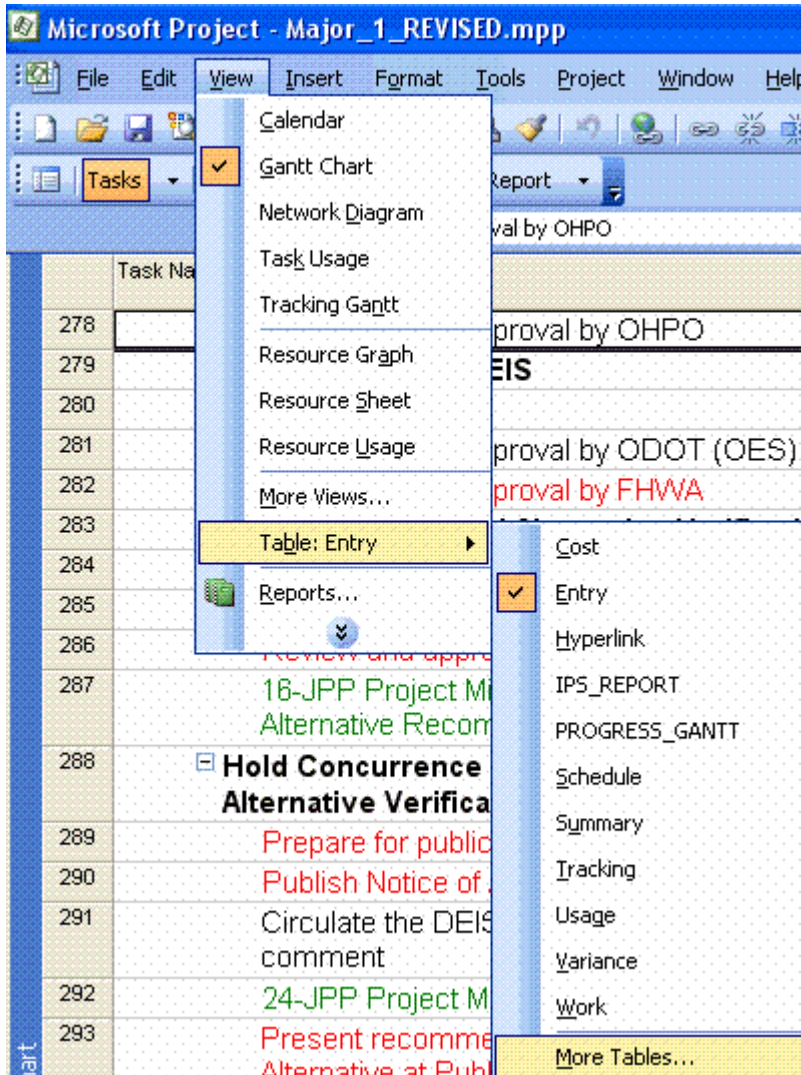 Microsoft Project - Major_1_REVISED.mpp
File Edit View Insert Format Tools Project Window Help
Tasks Report
val by OHPO
Calendar
Gantt Chart
Network Diagram
Task Usage
Tracking Gantt
Resource Graph
Resource Sheet
Resource Usage
More Views...
Table: Entry
Reports...
Cost
Entry
Hyperlink
IPS_REPORT
PROGRESS_GANTT
Schedule
Summary
Tracking
Usage
Variance
Work
More Tables...
Task Na
278 proval by OHPO
279 EIS
280
281 proval by ODOT (OES)
282 proval by FHWA
283
284
285
286 Review and appro
287 16-JPP Project Mi
Alternative Recom
288 Hold Concurrence
Alternative Verifica
289 Prepare for public
290 Publish Notice of
291 Circulate the DEIS
comment
292 24-JPP Project M
293 Present recomme
Alternative at Publ
art